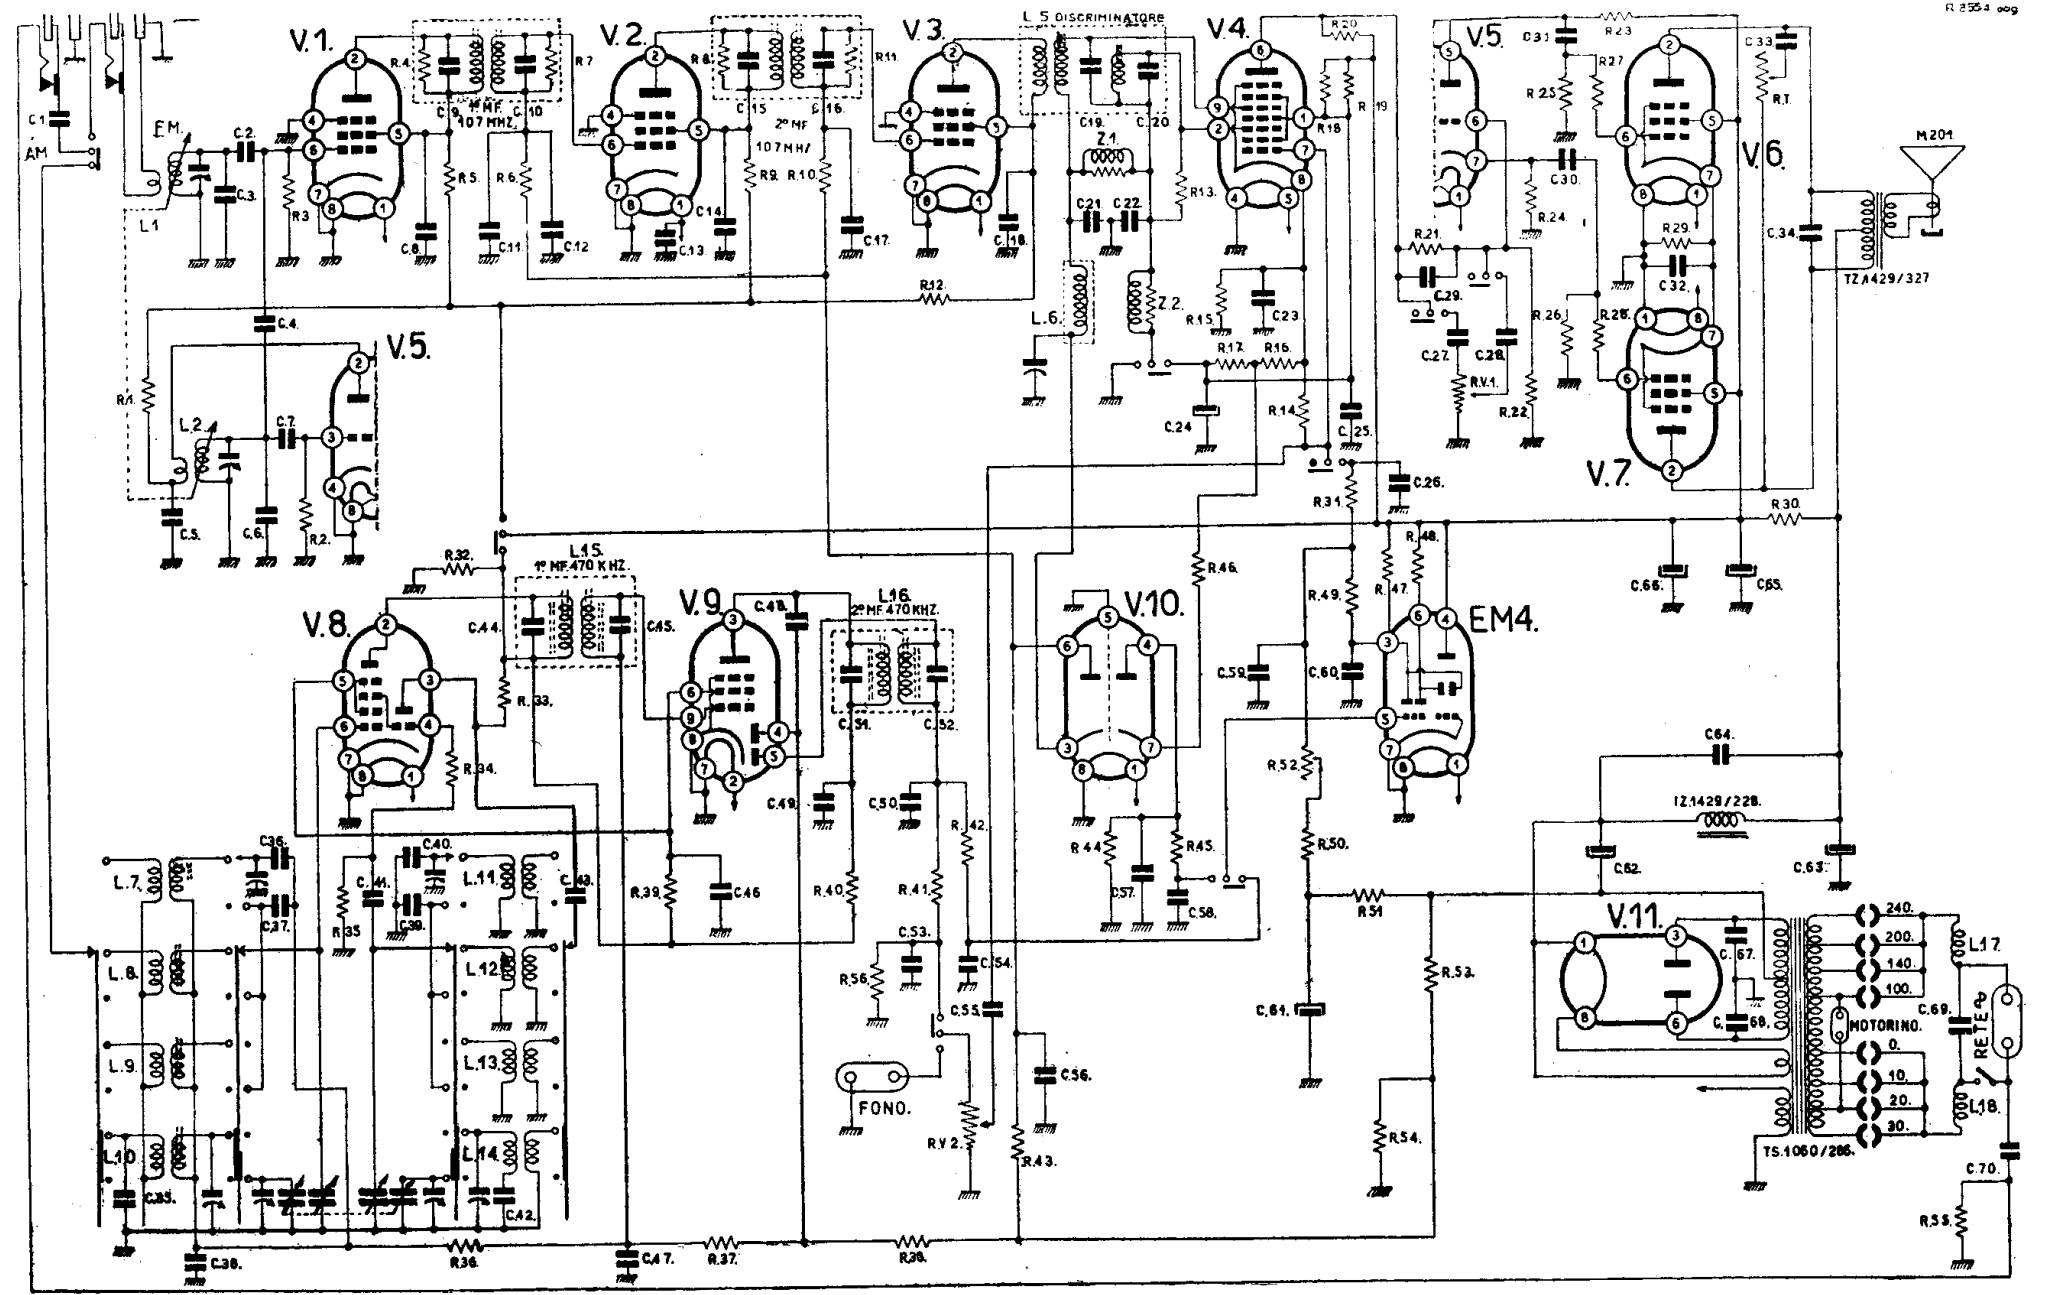 L.5 DISCRIMINATORE
V.1.
V.2.
V.3.
V.4.
V.5.
R.20
R.23
C.31
C.33
R.4
R.7
R.8
R.11.
R.27
R.25
R.T.
R.19
R.18
C.1.
AM
FM.
C.2.
C.9.
1º MF.
107 MHZ.
C.10
C.15
2º MF
107 MHZ
C.16.
C.19.
C.20.
Z.1.
V.6.
M201.
C.3.
R.3
R.5.
R.6.
R.9.
R.10.
R.13.
C.30.
R.24.
L.1
C.8.
C.11.
C.12
C.13.
C.14.
C.17.
C.18.
C.21
C.22.
R.21.
R.29.
C.34.
C.29.
C.32.
TZ.1429/327
R.12.
L.6.
Z.2.
R.15.
C.23.
R.26.
R.28.
C.4.
V.5.
R.17.
R.16.
C.27.
C.28.
R.1.
R.V.1.
R.22.
L.2.
C.7.
C.24
R.14.
C.25.
V.7.
C.5.
C.6.
R.2.
R.31.
C.26.
R.30.
R.32.
L.15.
1º MF. 470 KHZ.
R.46.
R.48.
R.47.
R.49.
C.66.
C.65.
V.8.
C.44.
C.45.
V.9.
C.48.
L.16.
2º MF 470 KHZ.
V.10.
EM4.
R.33.
C.51.
C.52.
C.59.
C.60.
R.34.
C.49.
C.50.
R.42.
R.52.
C.64.
TZ.1429/228.
R.44
R.45.
R.50.
C.62.
C.63.
C.36.
C.40.
L.7.
L.11.
C.41.
C.43.
R.39.
C.46
R.40.
R.41.
C.57.
C.58.
R.51
V.11.
C.37.
R.35
C.39.
C.53.
C.54.
R.56.
R.53.
C.67.
C.68.
240.
200.
140.
100.
L.17.
L.8.
L.12.
C.55.
C.61.
MOTORINO.
C.69.
RETE
L.9.
L.13.
FONO.
C.56.
0.
10.
20.
30.
L.18.
L.10.
L.14.
R.V.2.
R.43.
R.54.
TS.1060/286.
C.35.
C.42.
C.70.
R.55.
C.38.
R.36.
C.47.
R.37.
R.38.